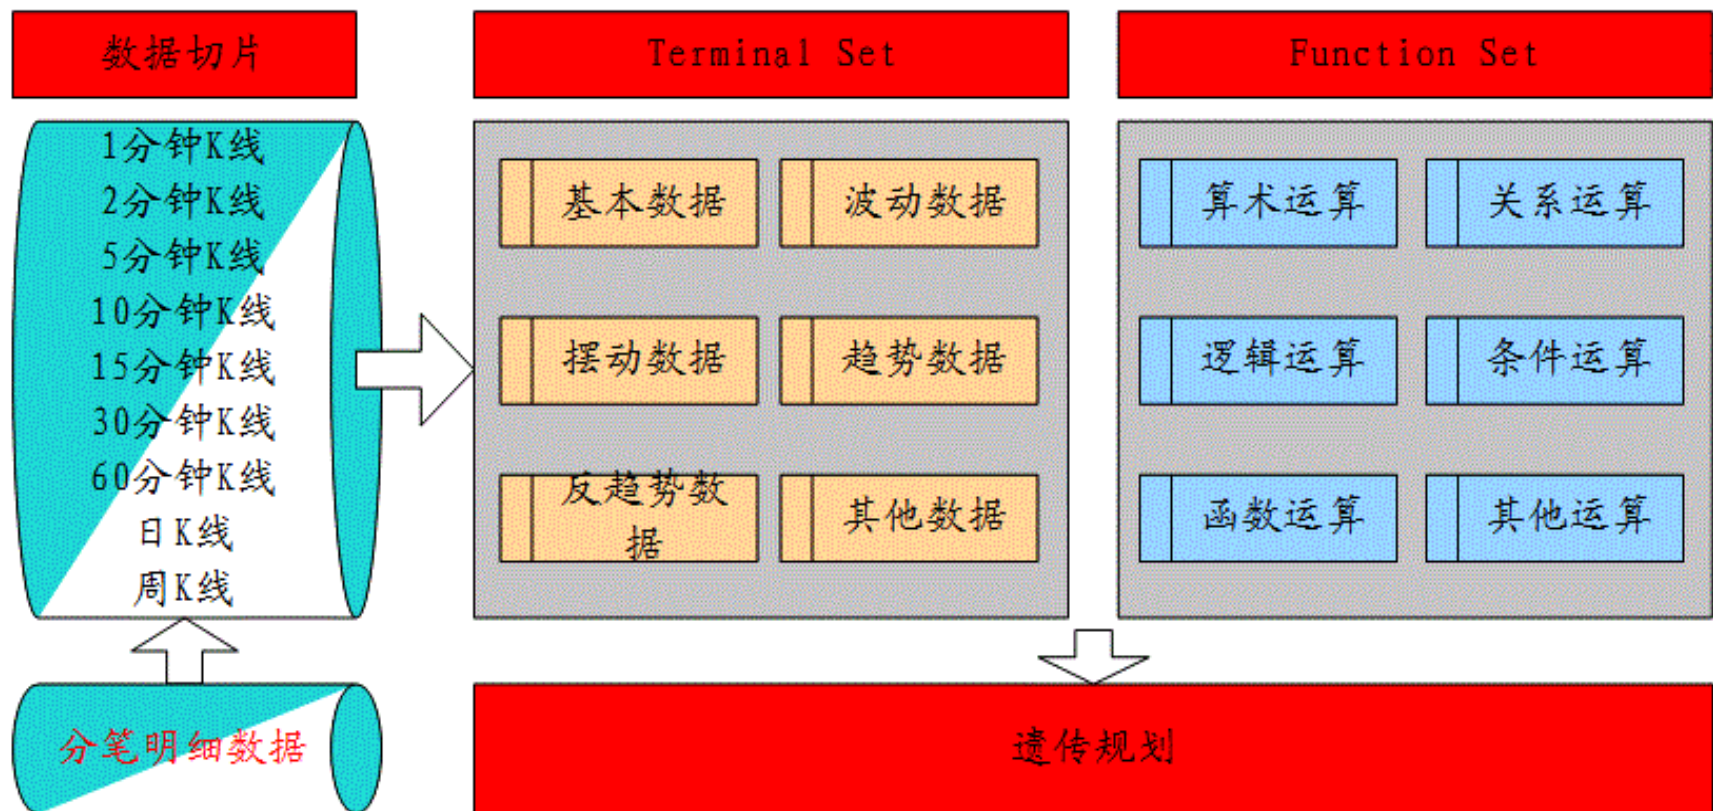 数据切片
Terminal Set
Function Set
1分钟K线
2分钟K线
5分钟K线
10分钟K线
15分钟K线
30分钟K线
60分钟K线
日K线
周K线
基本数据
波动数据
摆动数据
趋势数据
反趋势数
据
其他数据
算术运算
关系运算
逻辑运算
条件运算
函数运算
其他运算
分笔明细数据
遗传规划